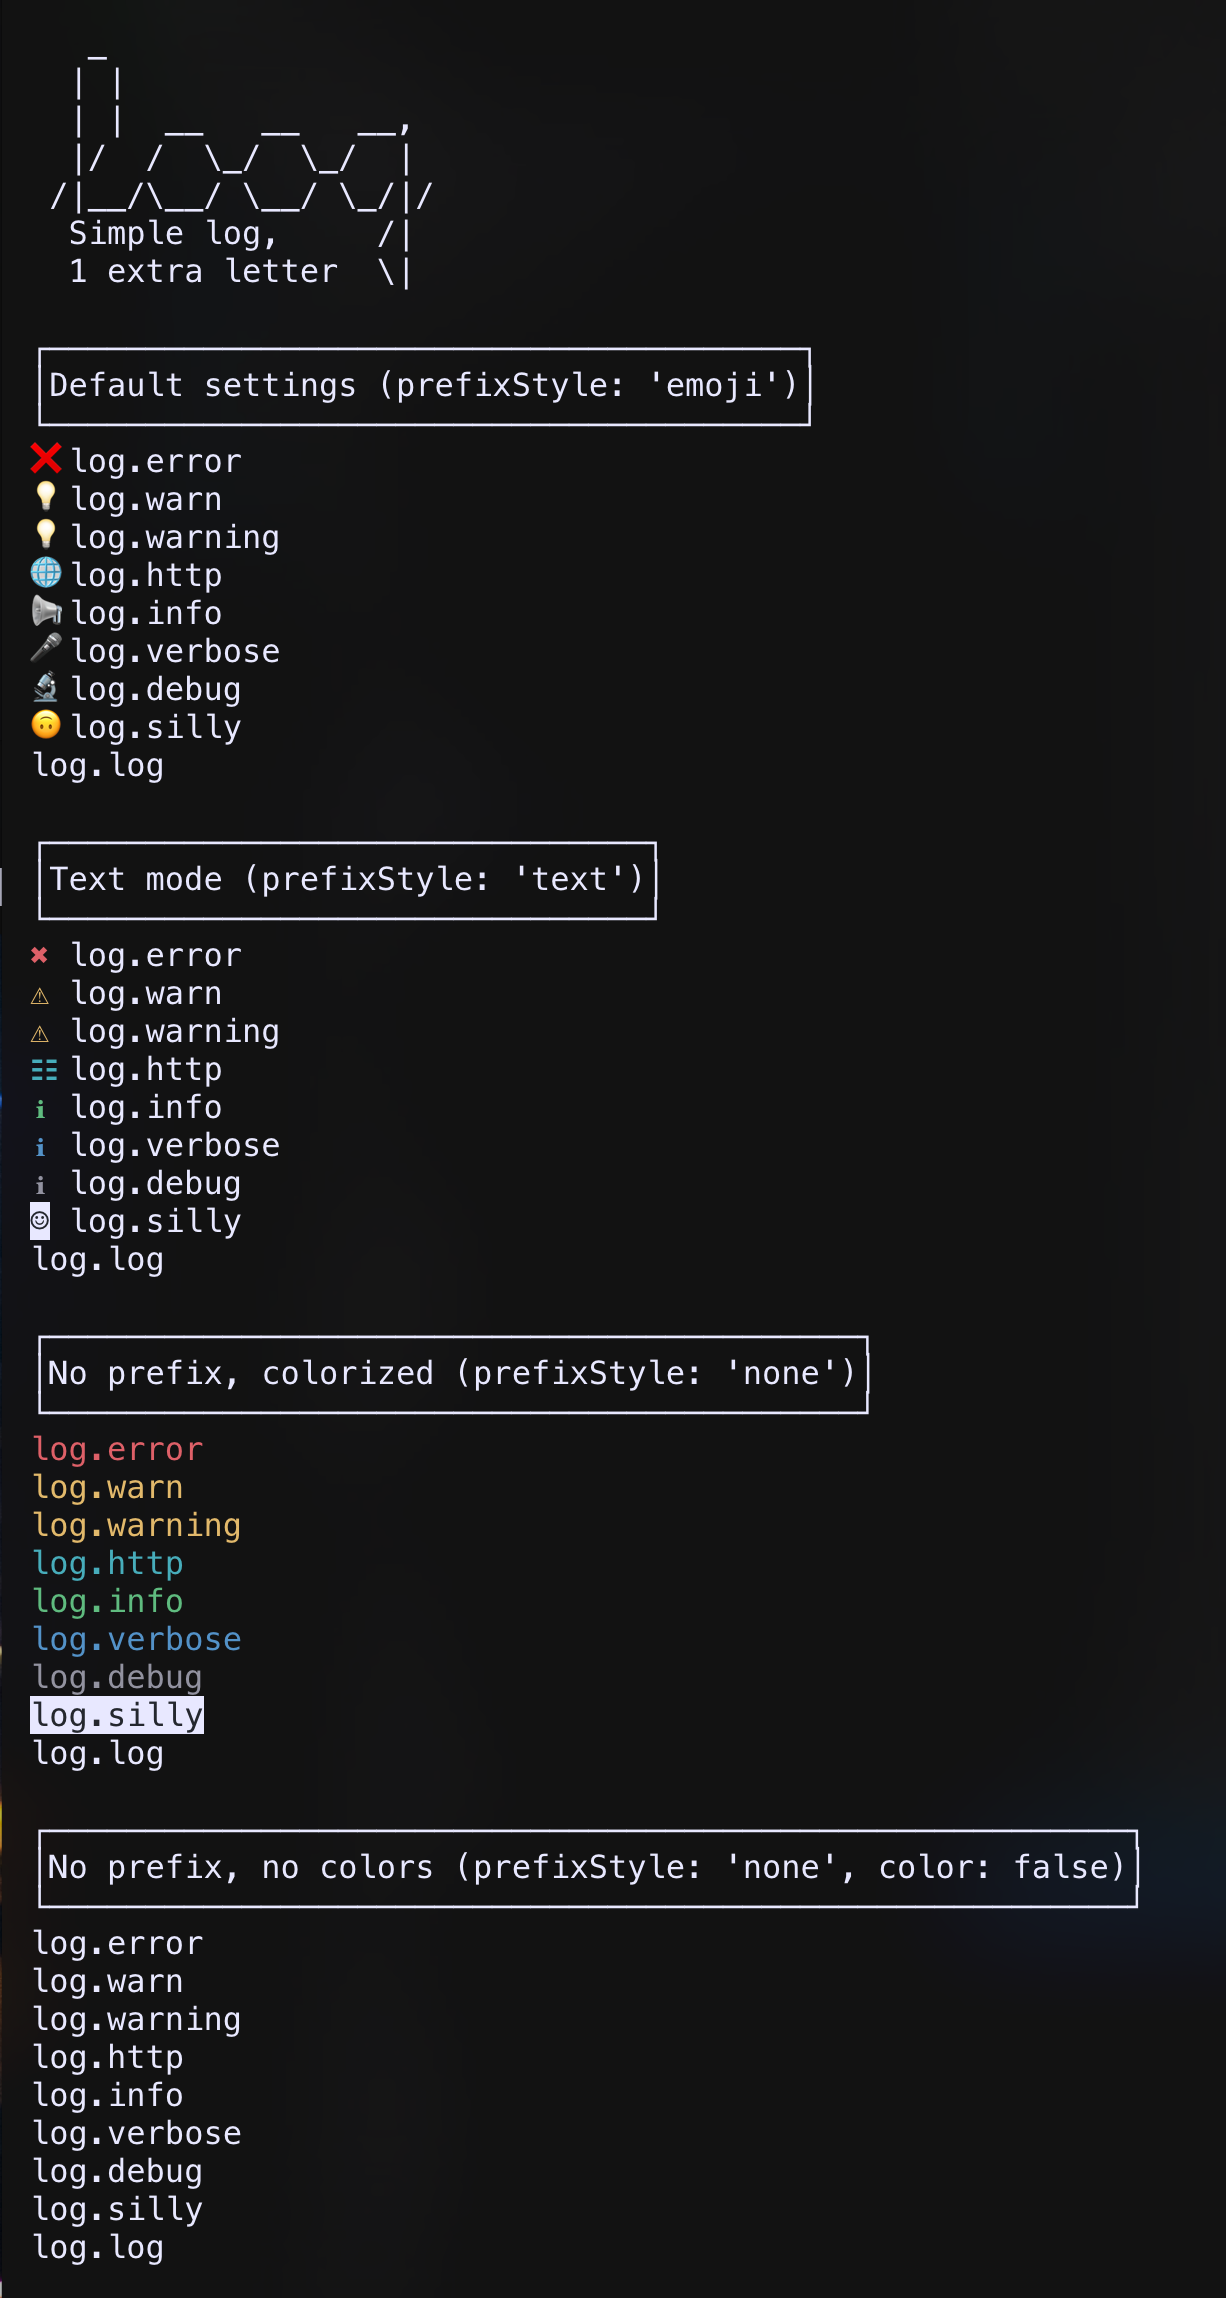 _
  | |
  | |  __   __   __,
  |/  /  \_/  \_/  |
 /|__/\__/ \__/ \_/|/
  Simple log,     /|
  1 extra letter  \|
Default settings (prefixStyle: 'emoji')
❌ log.error
💡 log.warn
💡 log.warning
🌐 log.http
📢 log.info
🎤 log.verbose
🔬 log.debug
🙃 log.silly
log.log
Text mode (prefixStyle: 'text')
✖ log.error
⚠ log.warn
⚠ log.warning
☷ log.http
ℹ log.info
ℹ log.verbose
ℹ log.debug
☺ log.silly
log.log
No prefix, colorized (prefixStyle: 'none')
log.error
log.warn
log.warning
log.http
log.info
log.verbose
log.debug
log.silly
log.log
No prefix, no colors (prefixStyle: 'none', color: false)
log.error
log.warn
log.warning
log.http
log.info
log.verbose
log.debug
log.silly
log.log